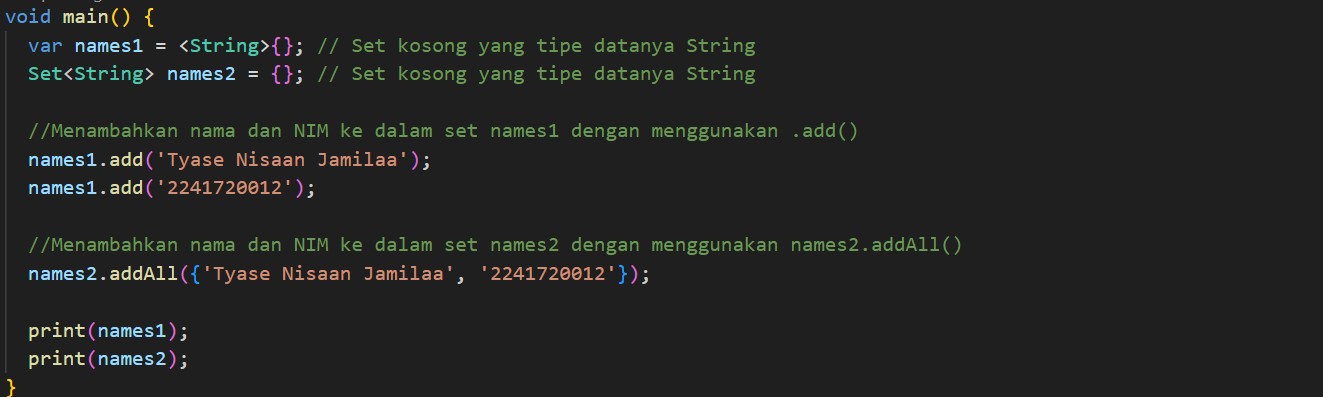 void main() {
var names1 = <String>{}; // Set kosong yang tipe datanya String
Set<String> names2 = {}; // Set kosong yang tipe datanya String
//Menambahkan nama dan NIM ke dalam set names1 dengan menggunakan .add()
names1.add('Tyase Nisaan Jamilaa');
names1.add('2241720012');
//Menambahkan nama dan NIM ke dalam set names2 dengan menggunakan names2.addAll()
names2.addAll({'Tyase Nisaan Jamilaa', '2241720012'});
print(names1);
print(names2);
}